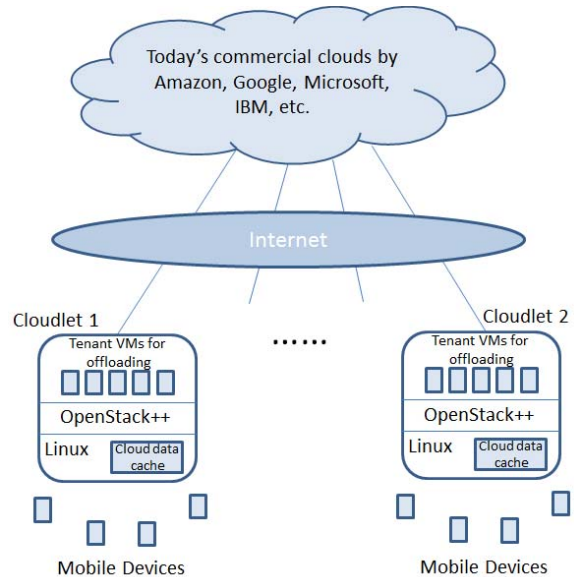 Today's commercial clouds by
Amazon, Google, Microsoft,
IBM, etc.
Internet
Cloudlet 1
Cloudlet 2
......
Tenant VMs for
offloading
OpenStack++
Linux
Cloud data
cache
Tenant VMs for
offloading
OpenStack++
Linux
Cloud data
cache
Mobile Devices
Mobile Devices